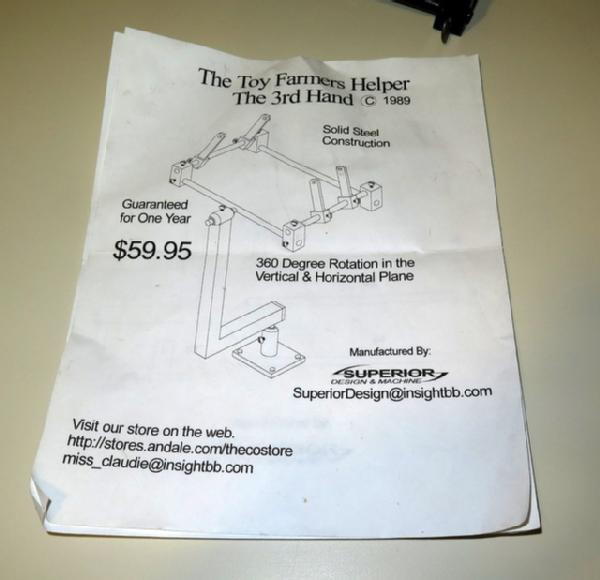 The Toy Farmers Helper
The 3rd Hand © 1989
Solid Steel
Construction
Guaranteed
for One Year
$59.95
360 Degree Rotation in the
Vertical & Horizontal Plane
Manufactured By:
SUPERIOR
DESIGN & MACHINE
SuperiorDesign@insightbb.com
Visit our store on the web.
http://stores.andale.com/thecostore
miss_claudie@insightbb.com